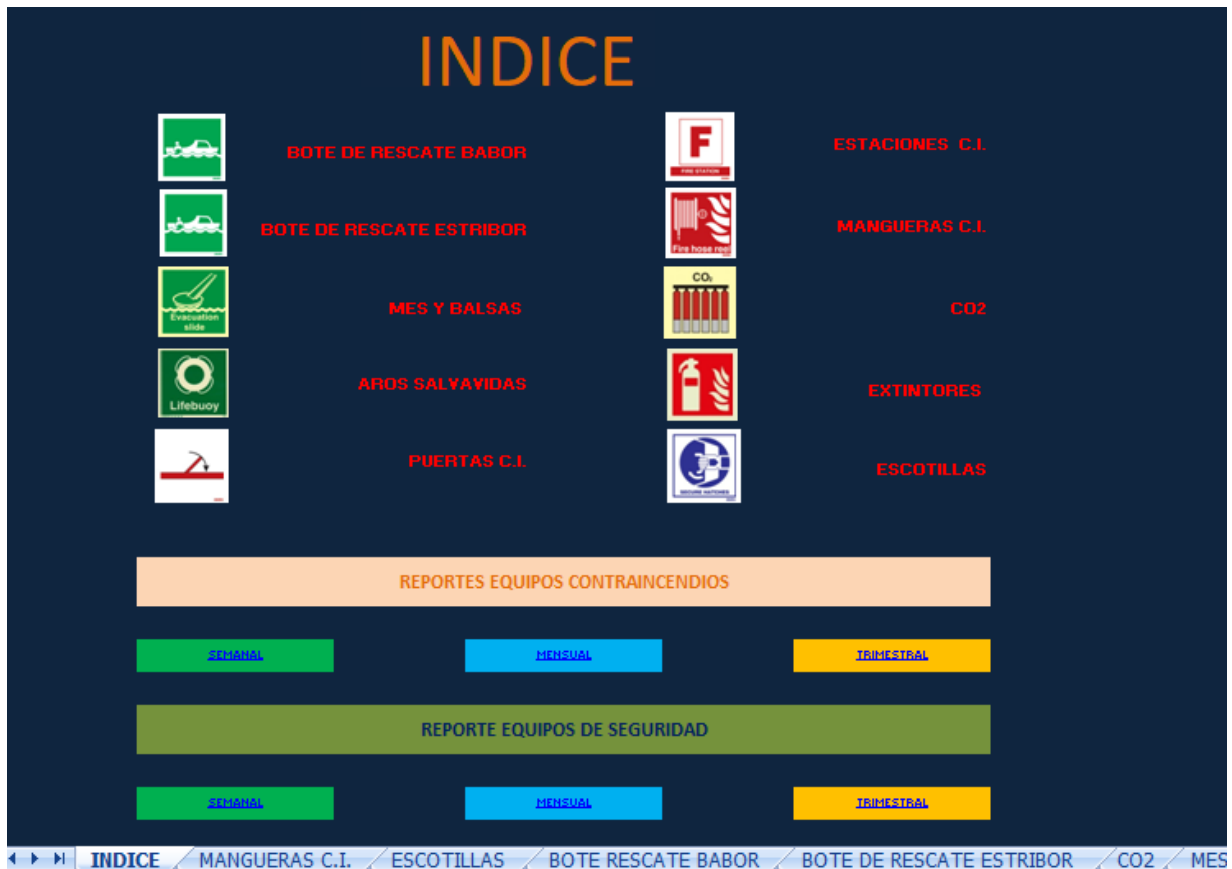 INDICE
BOTE DE RESCATE BABOR
FIRE STATION
F
ESTACIONES C.I.
BOTE DE RESCATE ESTRIBOR
Fire hose reel
MANGUERAS C.I.
Evacuation
slide
MES Y BALSAS
CO₂
CO2
Lifebuoy
AROS SALVAVIDAS
EXTINTORES
PUERTAS C.I.
SECURE HATCHES
ESCOTILLAS
REPORTES EQUIPOS CONTRAINCENDIOS
SEMANAL MENSUAL TRIMESTRAL
REPORTE EQUIPOS DE SEGURIDAD
SEMANAL MENSUAL TRIMESTRAL
INDICE MANGUERAS C.I. ESCOTILLAS BOTE RESCATE BABOR BOTE DE RESCATE ESTRIBOR CO2 MES